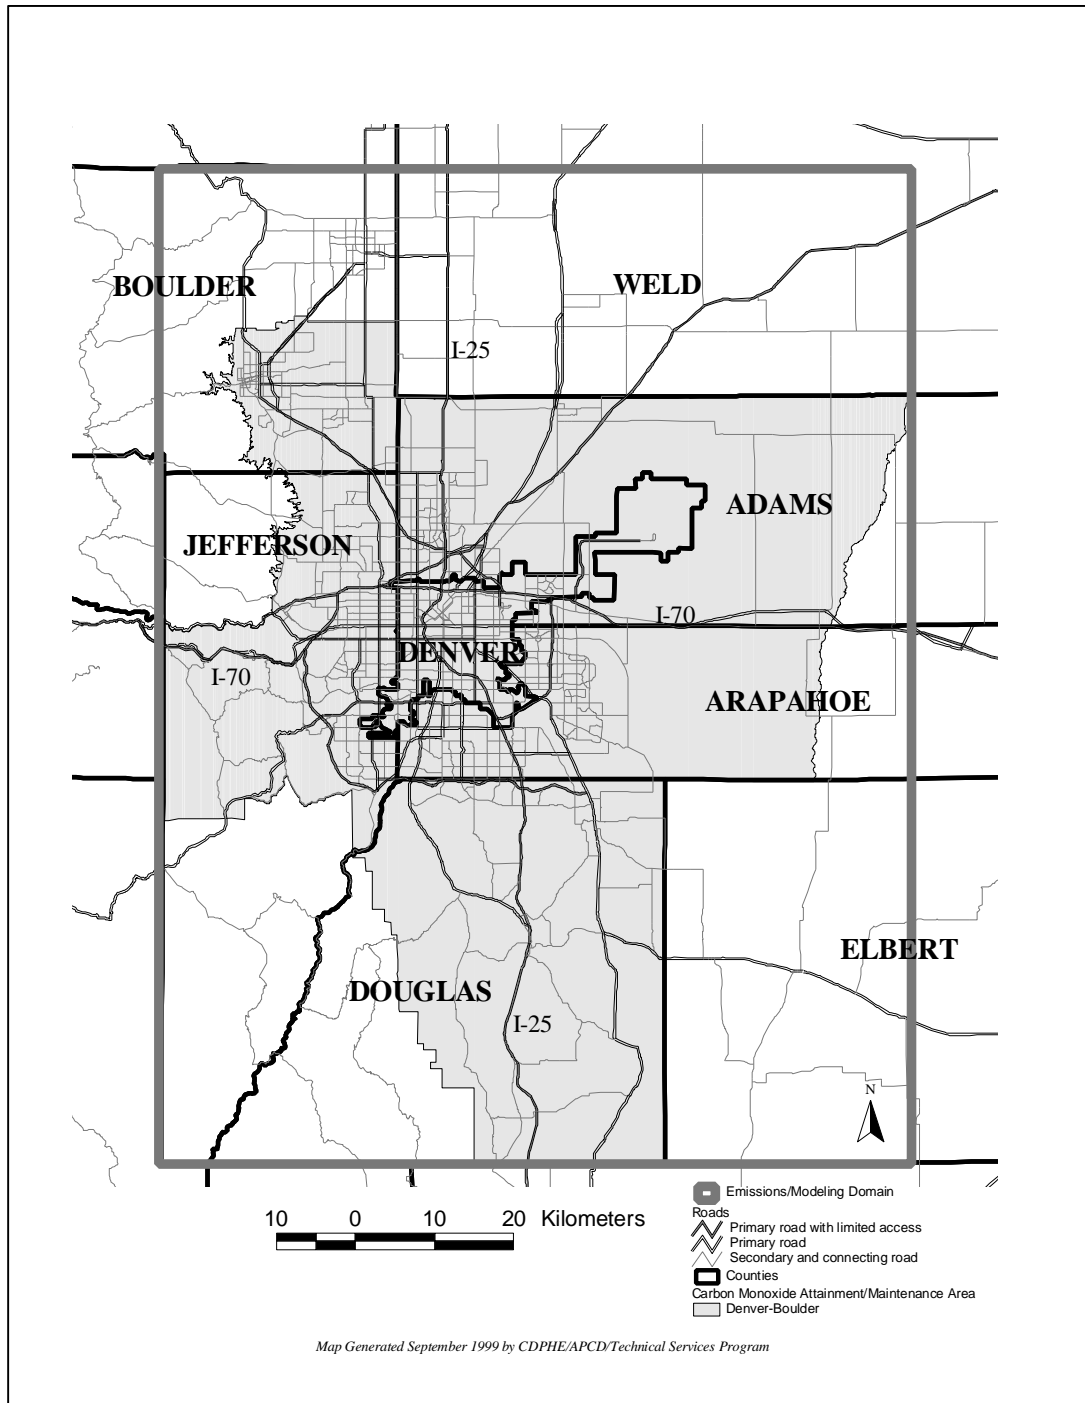 BOULDER
WELD
I-25
ADAMS
JEFFERSON
I-70
DENVER
I-70
ARAPAHOE
ELBERT
DOUGLAS
I-25
N
10 0 10 20 Kilometers
Emissions/Modeling Domain
Roads
Primary road with limited access
Primary road
Secondary and connecting road
Counties
Carbon Monoxide Attainment/Maintenance Area
Denver-Boulder
Map Generated September 1999 by CDPHE/APCD/Technical Services Program